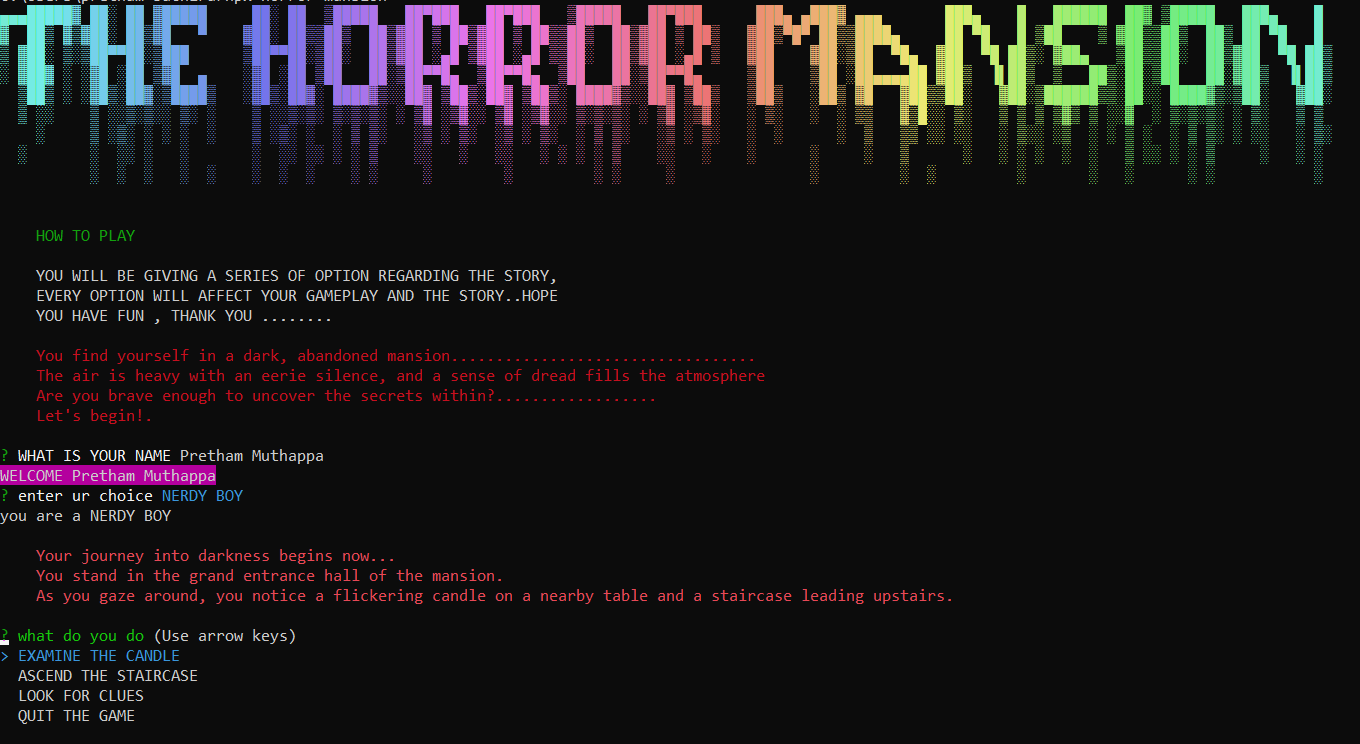 THE HORROR MANSION
HOW TO PLAY
YOU WILL BE GIVING A SERIES OF OPTION REGARDING THE STORY,
EVERY OPTION WILL AFFECT YOUR GAMEPLAY AND THE STORY..HOPE
YOU HAVE FUN , THANK YOU ........
You find yourself in a dark, abandoned mansion..................................
The air is heavy with an eerie silence, and a sense of dread fills the atmosphere
Are you brave enough to uncover the secrets within?..................
Let's begin!.
? WHAT IS YOUR NAME Pretham Muthappa
WELCOME Pretham Muthappa
? enter ur choice NERDY BOY
you are a NERDY BOY
Your journey into darkness begins now...
You stand in the grand entrance hall of the mansion.
As you gaze around, you notice a flickering candle on a nearby table and a staircase leading upstairs.
? what do you do (Use arrow keys)
> EXAMINE THE CANDLE
ASCEND THE STAIRCASE
LOOK FOR CLUES
QUIT THE GAME